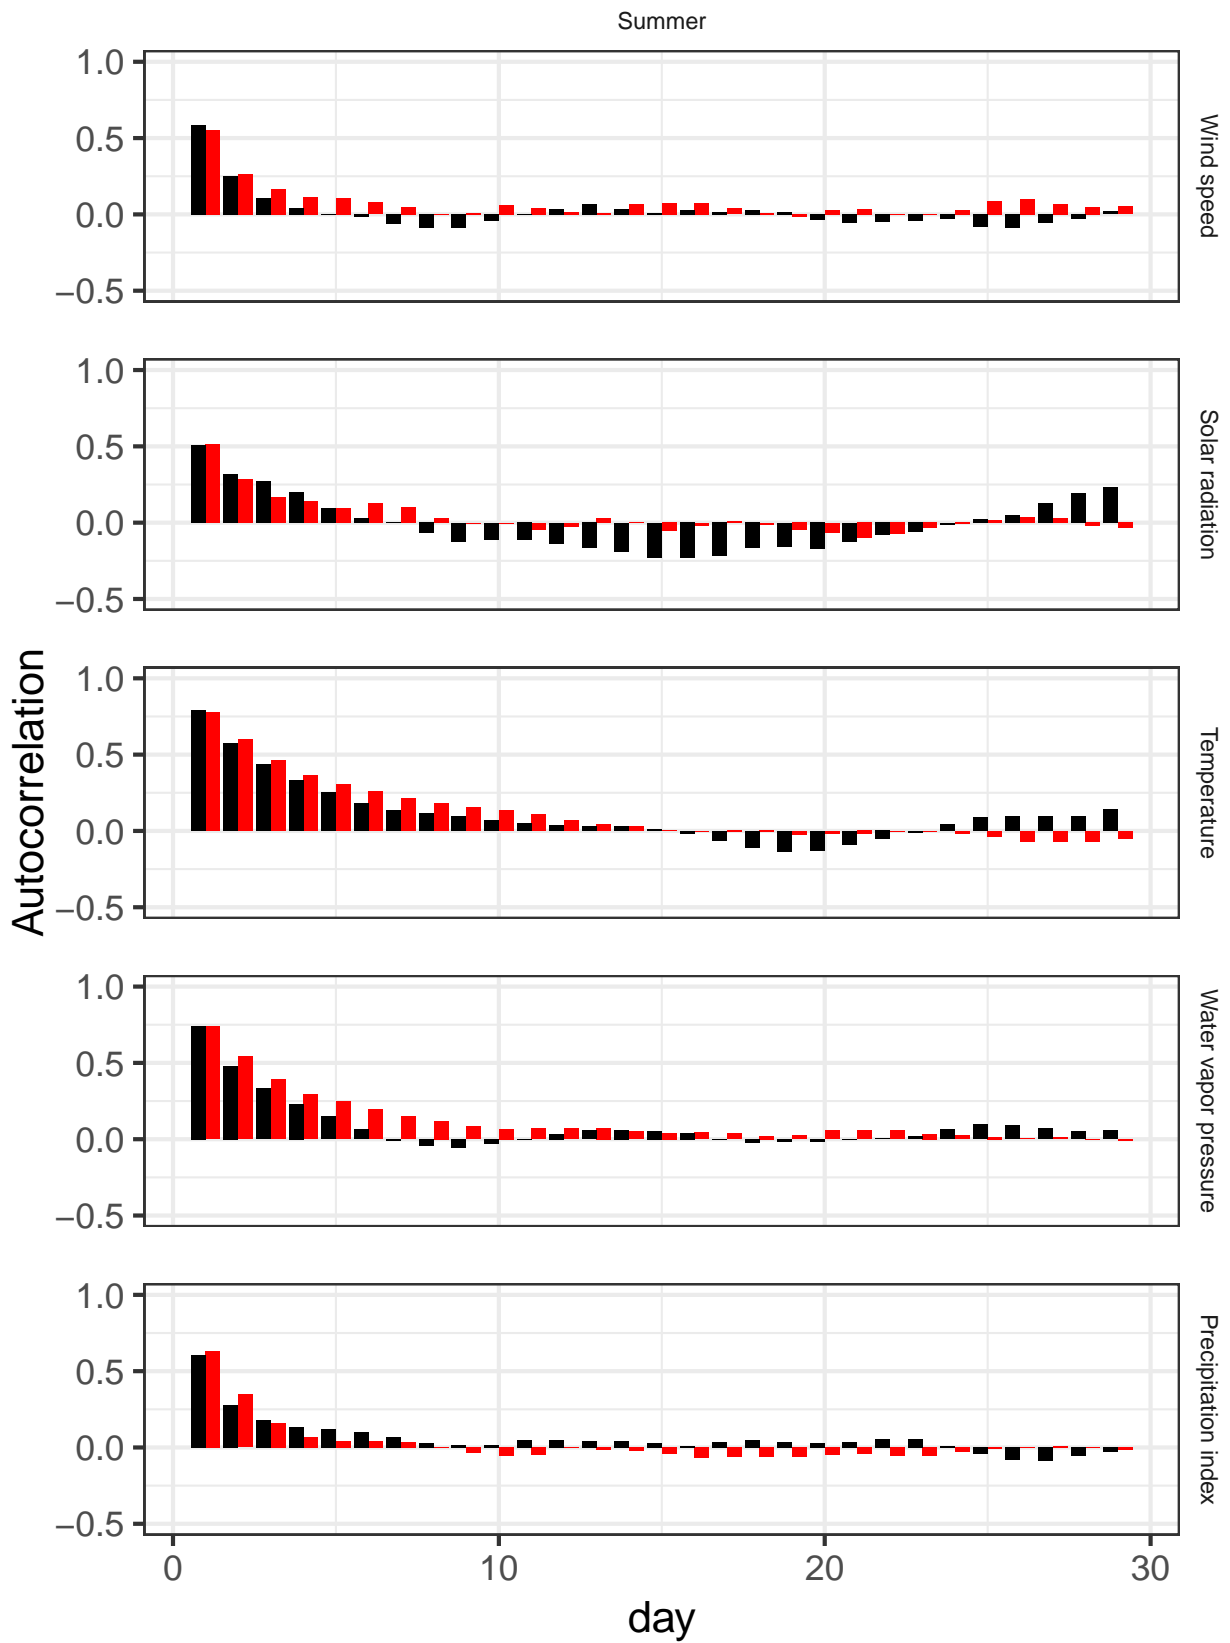 Summer
1.0
0.5
0.0
−0.5
Wind speed
1.0
0.5
0.0
−0.5
Solar radiation
Autocorrelation
1.0
0.5
0.0
−0.5
Temperature
1.0
0.5
0.0
−0.5
Water vapor pressure
1.0
0.5
0.0
−0.5
Precipitation index
0 10 20 30
day